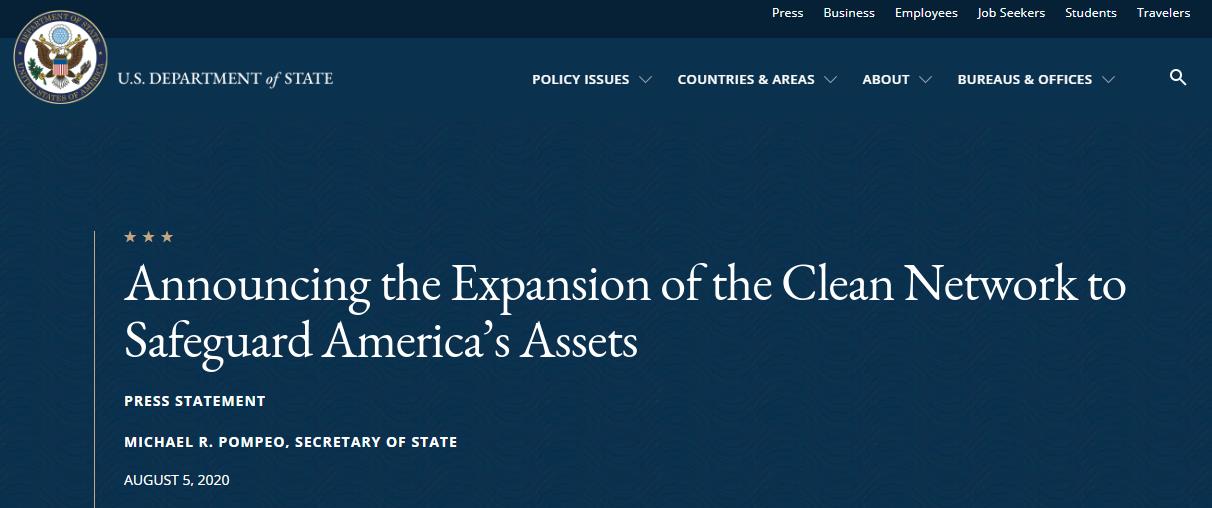 Press Business Employees Job Seekers Students Travelers
DEPARTMENT OF STATE
UNITED STATES OF AMERICA
U.S. DEPARTMENT of STATE
POLICY ISSUES COUNTRIES & AREAS ABOUT BUREAUS & OFFICES
Announcing the Expansion of the Clean Network to
Safeguard America’s Assets
PRESS STATEMENT
MICHAEL R. POMPEO, SECRETARY OF STATE
AUGUST 5, 2020